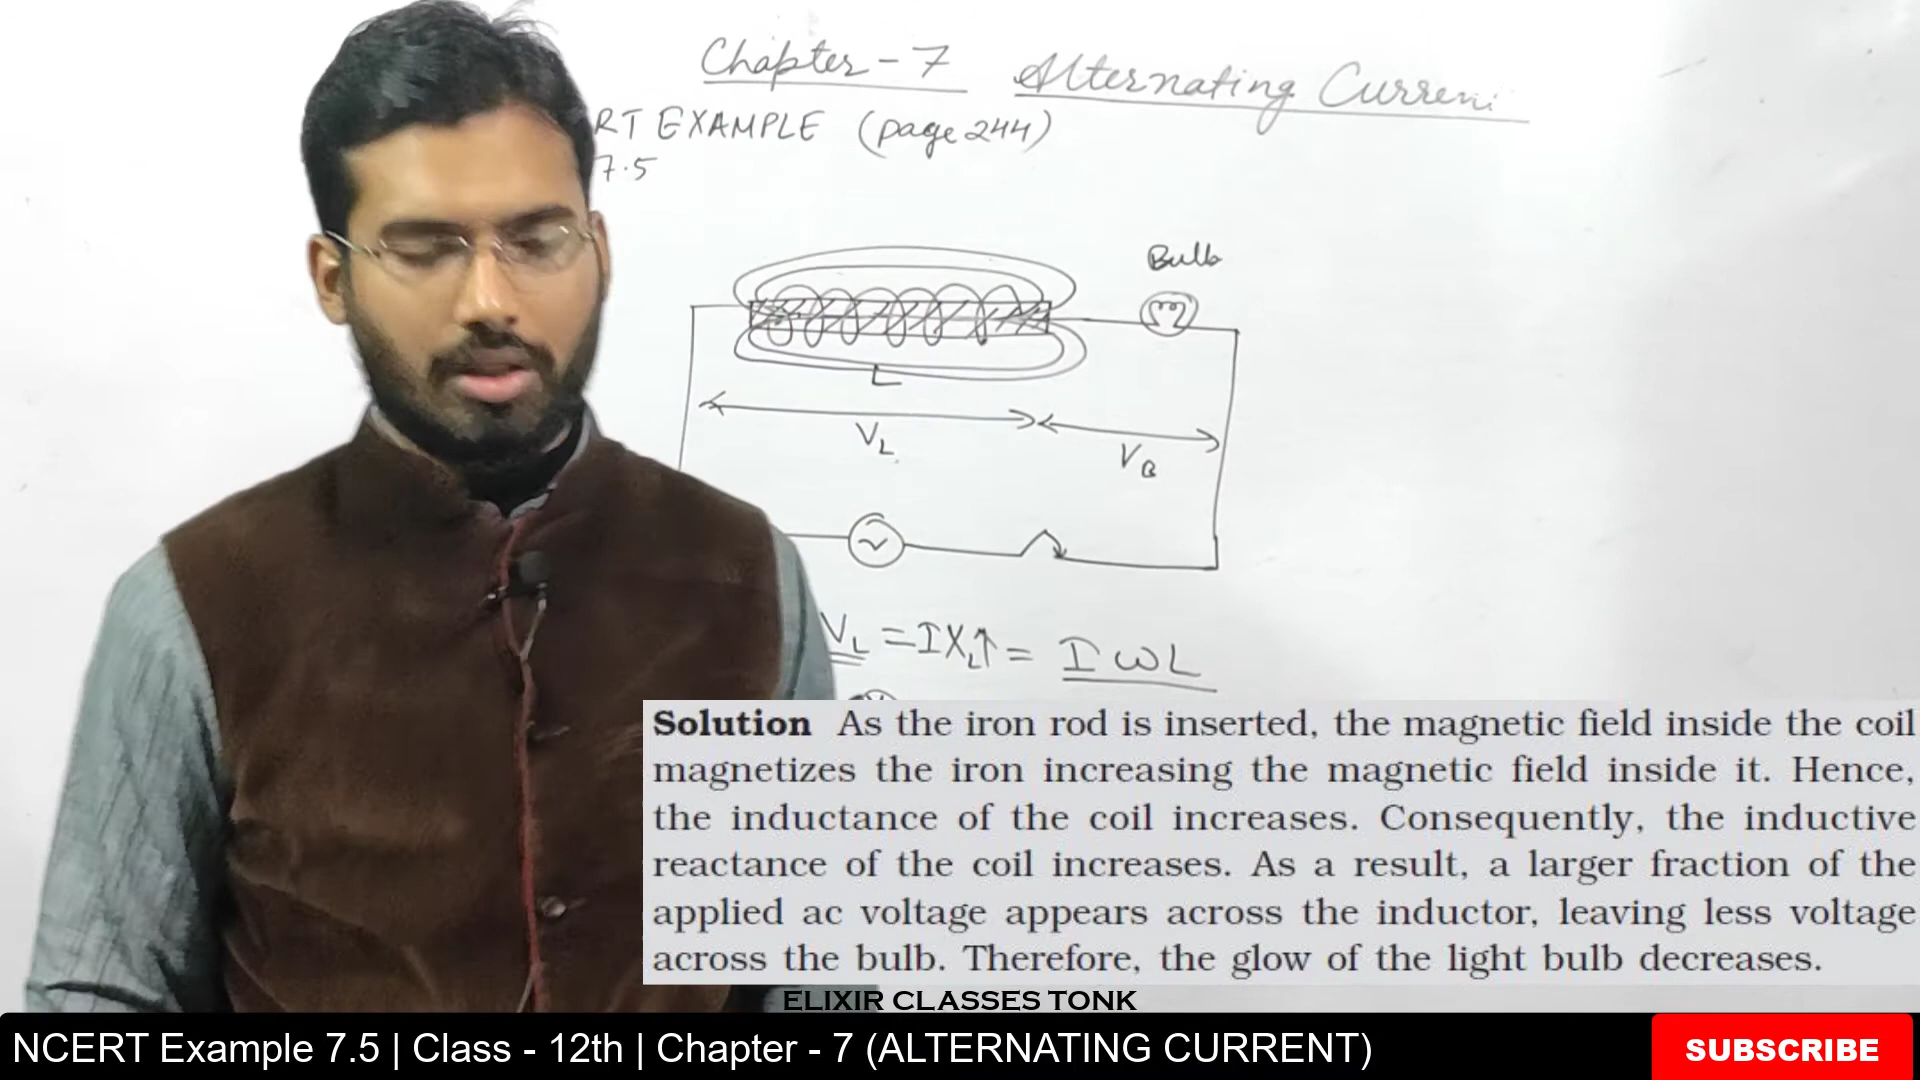 Chapter - 7 Alternating Curren
RT EXAMPLE (page 244)
7.5
Bulb
L
VL
VB
VL = IXL↑ = IωL
Solution As the iron rod is inserted, the magnetic field inside the coil
magnetizes the iron increasing the magnetic field inside it. Hence,
the inductance of the coil increases. Consequently, the inductive
reactance of the coil increases. As a result, a larger fraction of the
applied ac voltage appears across the inductor, leaving less voltage
across the bulb. Therefore, the glow of the light bulb decreases.
ELIXIR CLASSES TONK
NCERT Example 7.5 | Class - 12th | Chapter - 7 (ALTERNATING CURRENT)
SUBSCRIBE